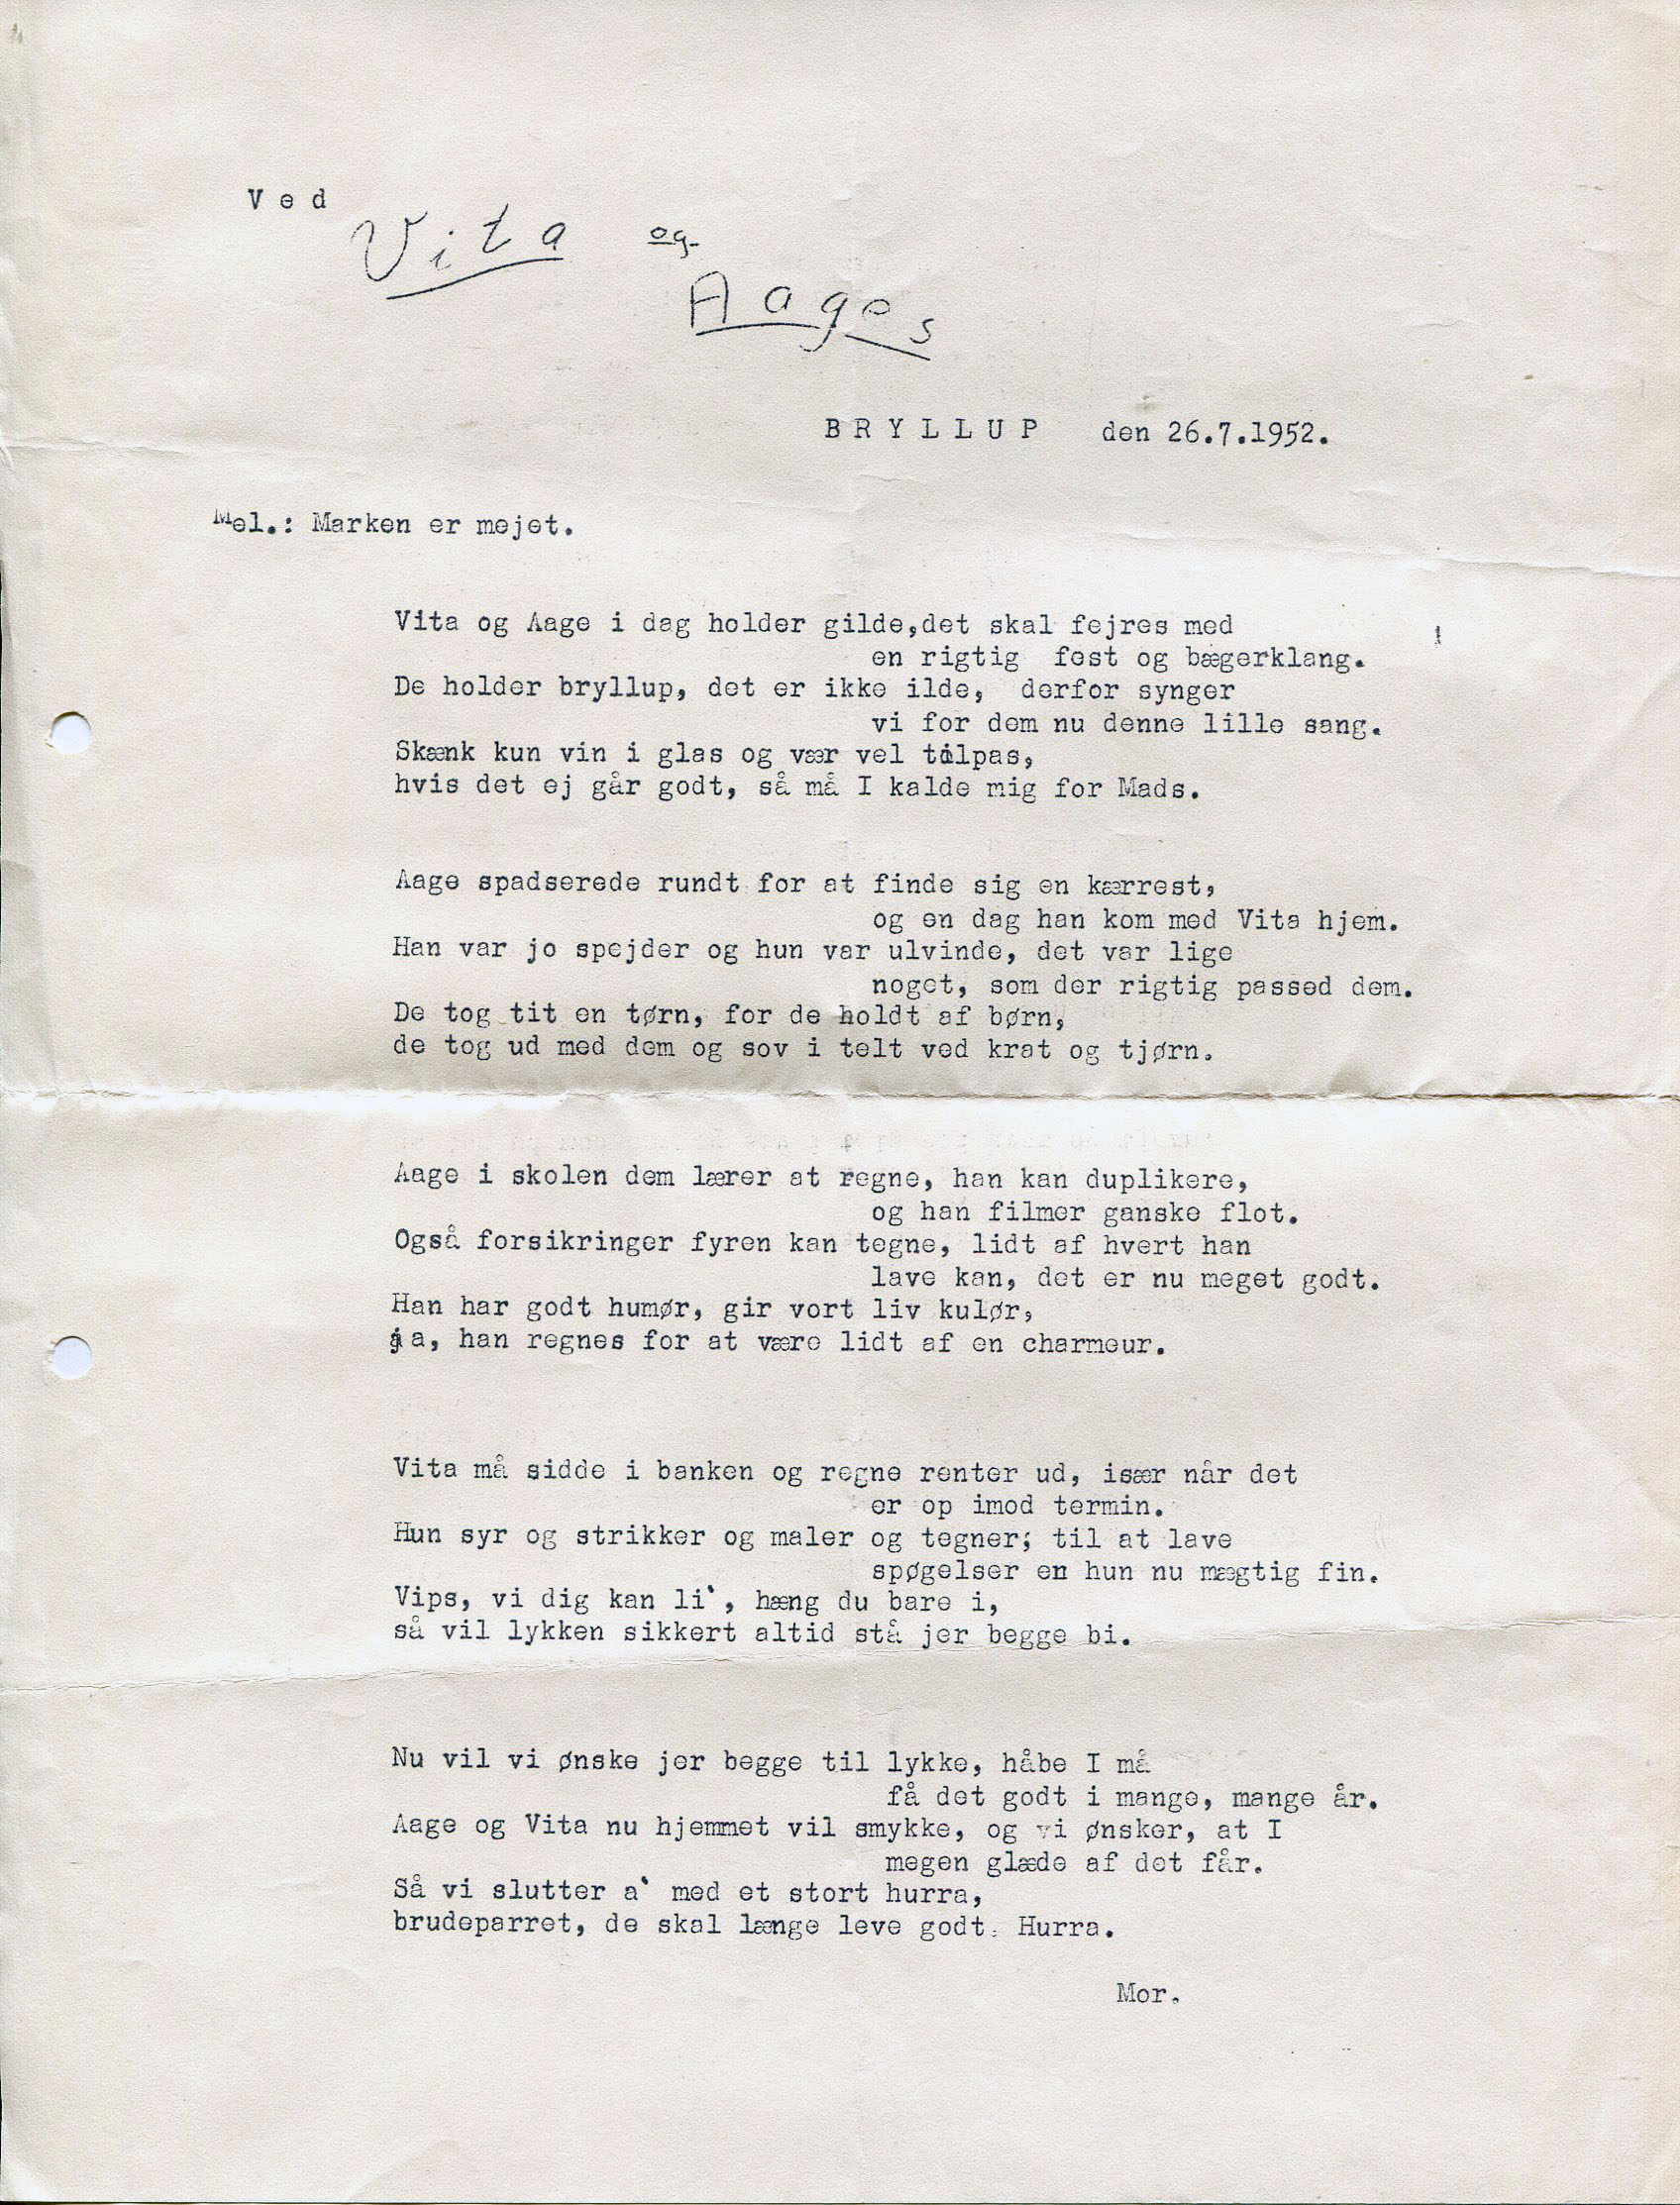 Ved
Vita og
Aages
BRYLLUP den 26.7.1952.
Mel.: Marken er mejet.
Vita og Aage i dag holder gilde,det skal fejres med
en rigtig fest og bægerklang.
De holder bryllup, det er ikke ilde, derfor synger
vi for dem nu denne lille sang.
Skænk kun vin i glas og vær vel tilpas,
hvis det ej går godt, så må I kalde mig for Mads.
Aage spadserede rundt for at finde sig en kærrest,
og en dag han kom med Vita hjem.
Han var jo spejder og hun var ulvinde, det var lige
noget, som der rigtig passed dem.
De tog tit en tørn, for de holdt af børn,
de tog ud med dem og sov i telt ved krat og tjørn.
Aage i skolen dem lærer at regne, han kan duplikere,
og han filmer ganske flot.
Også forsikringer fyren kan tegne, lidt af hvert han
lave kan, det er nu meget godt.
Han har godt humør, gir vort liv kulør,
ja, han regnes for at være lidt af en charmeur.
Vita må sidde i banken og regne renter ud, især når det
er op imod termin.
Hun syr og strikker og maler og tegner; til at lave
spøgelser en hun nu mægtig fin.
Vips, vi dig kan li', hæng du bare i,
så vil lykken sikkert altid stå jer begge bi.
Nu vil vi ønske jer begge til lykke, håbe I må
få det godt i mange, mange år.
Aage og Vita nu hjemmet vil smykke, og vi ønsker, at I
megen glæde af det får.
Så vi slutter a' med et stort hurra,
brudeparret, de skal længe leve godt. Hurra.
Mor.